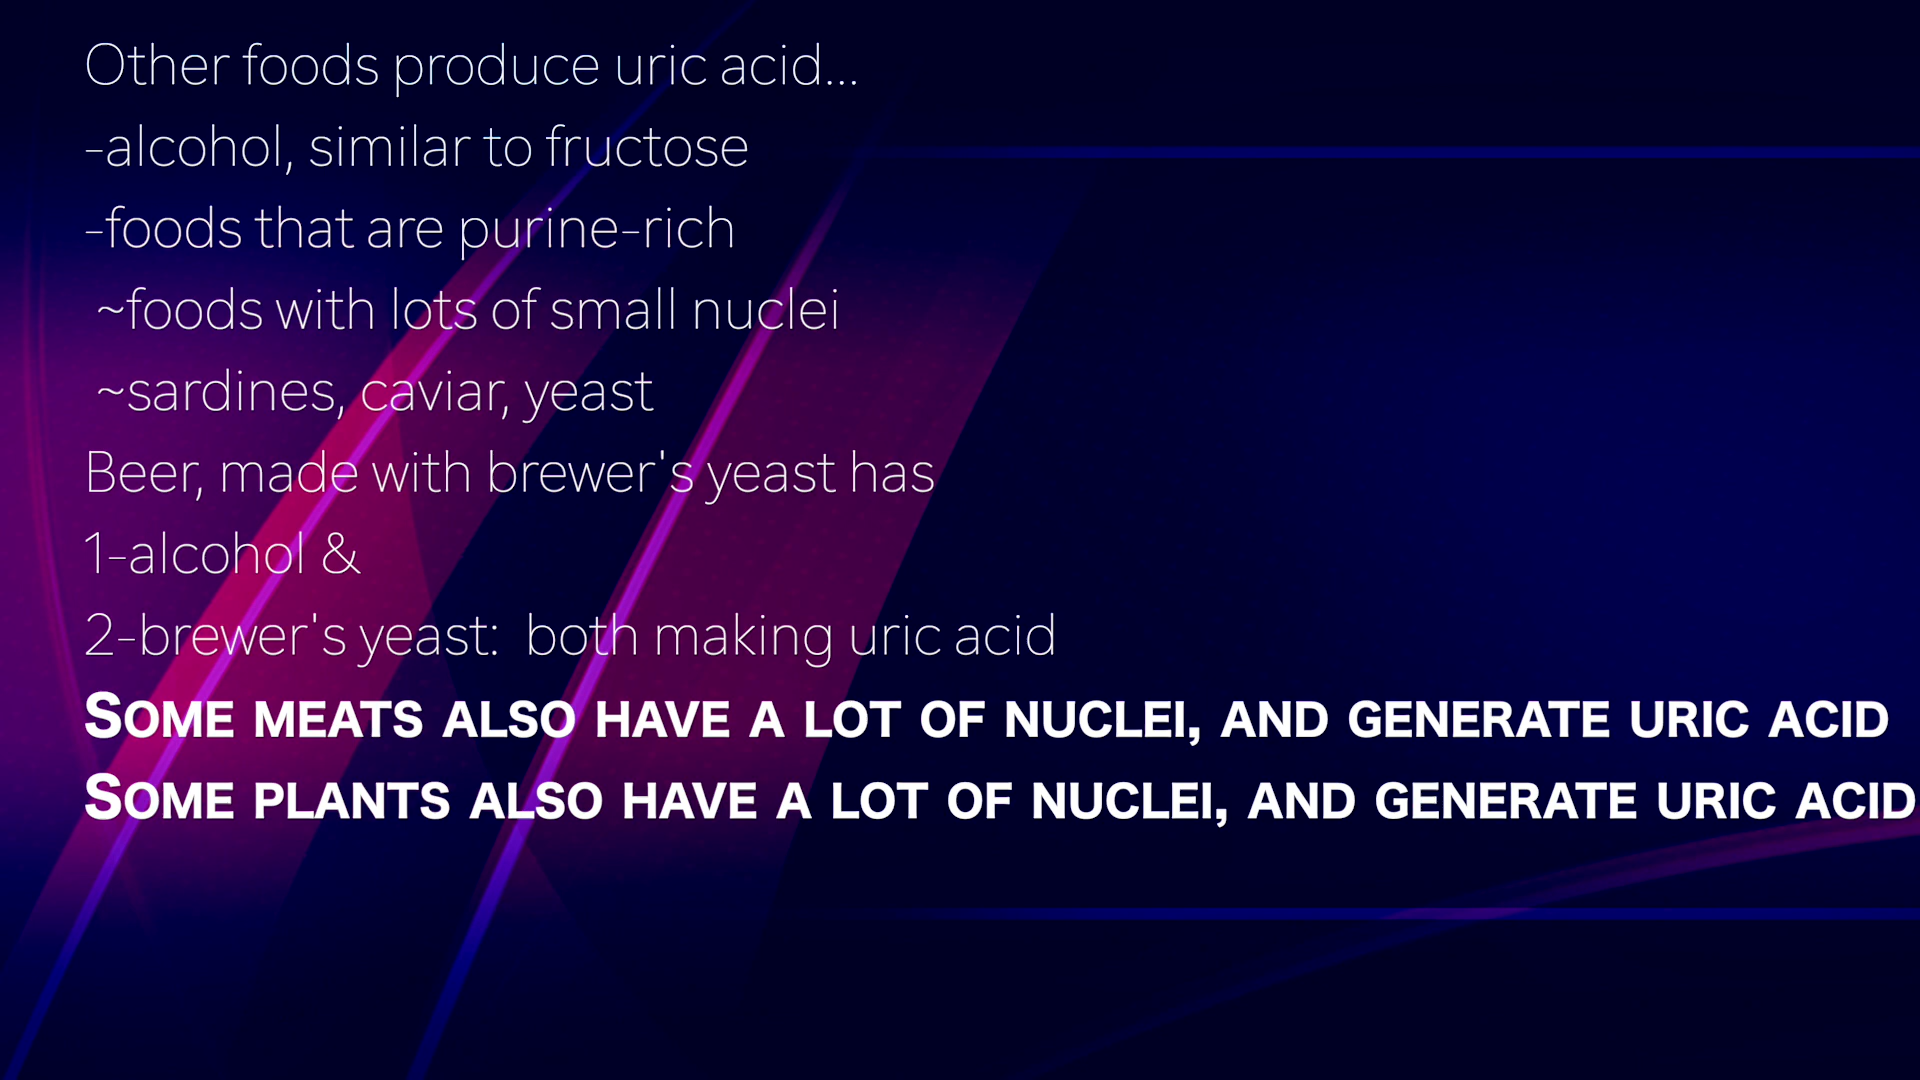 Other foods produce uric acid...
-alcohol, similar to fructose
-foods that are purine-rich
~foods with lots of small nuclei
~sardines, caviar, yeast
Beer, made with brewer's yeast has
1-alcohol &
2-brewer's yeast:  both making uric acid
SOME MEATS ALSO HAVE A LOT OF NUCLEI, AND GENERATE URIC ACID
SOME PLANTS ALSO HAVE A LOT OF NUCLEI, AND GENERATE URIC ACID